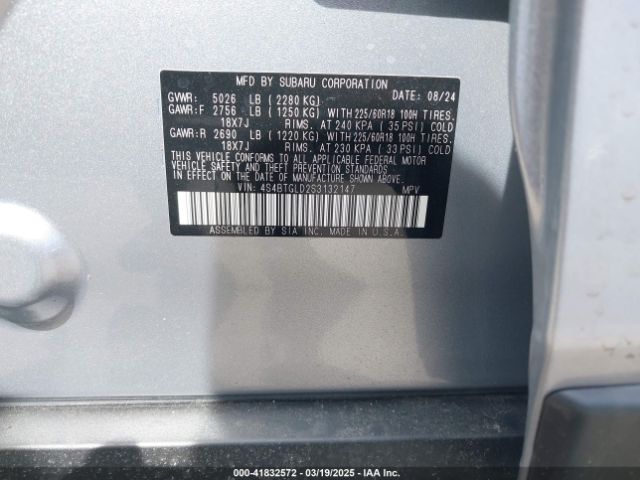 MFD BY SUBARU CORPORATION
GVWR: 5026 LB ( 2280 KG) DATE: 08/24
GAWR:F 2756 LB ( 1250 KG) WITH 225/60R18 100H TIRES.
18X7J RIMS. AT 240 KPA ( 35 PSI) COLD
GAWR:R 2690 LB ( 1220 KG) WITH 225/60R18 100H TIRES.
18X7J RIMS. AT 230 KPA ( 33 PSI) COLD
THIS VEHICLE CONFORMS TO ALL APPLICABLE FEDERAL MOTOR
VEHICLE SAFETY AND THEFT PREVENTION STANDARDS
IN EFFECT ON THE DATE OF MANUFACTURE SHOWN ABOVE.
VIN: 4S4BTGLD2S3132147 MPV
ASSEMBLED BY SIA INC. MADE IN U.S.A.
000-41832572 — 03/19/2025 — IAA Inc.